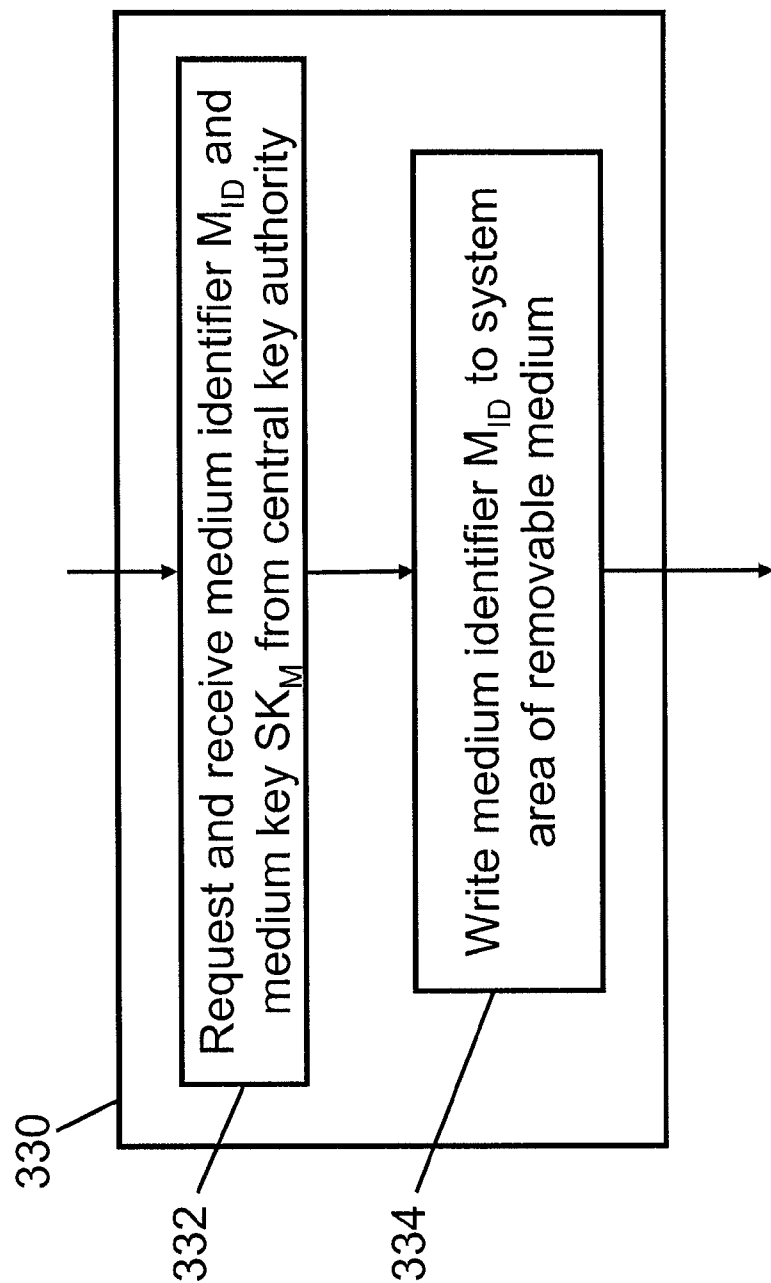 330
332
Request and receive medium identifier M_ID and
medium key SK_M from central key authority
334
Write medium identifier M_ID to system
area of removable medium